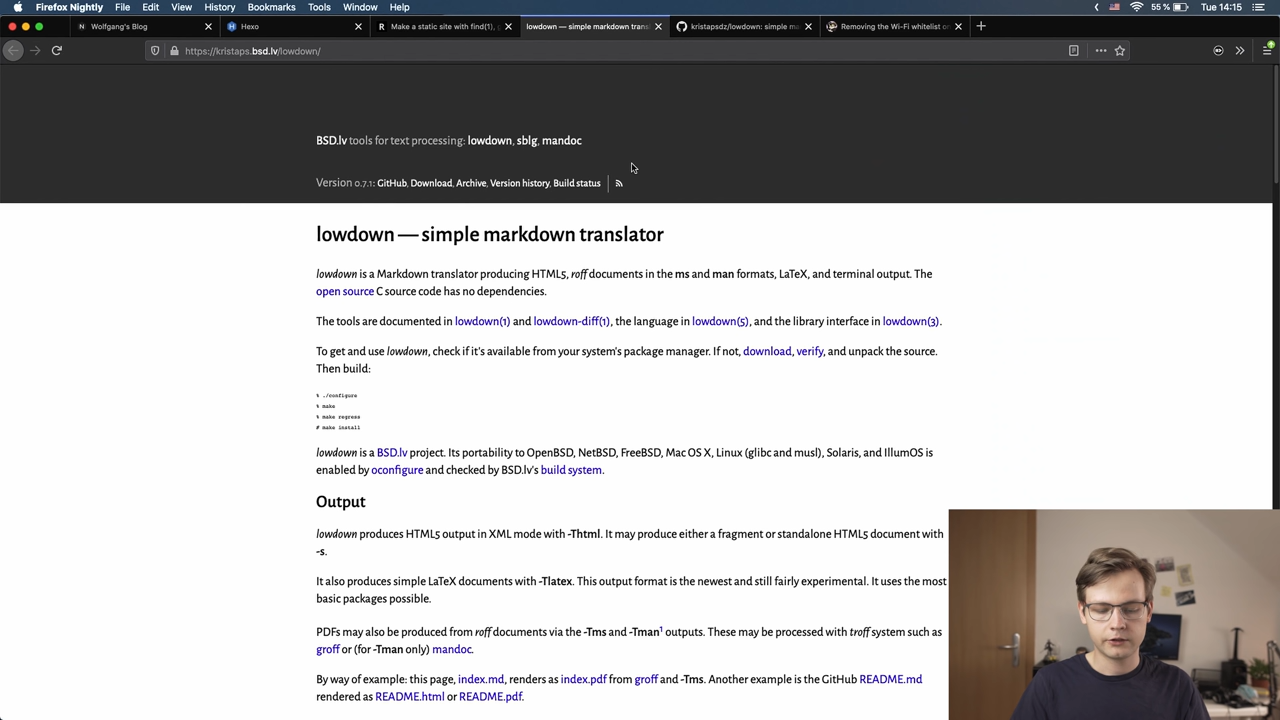 Firefox Nightly File Edit View History Bookmarks Tools Window Help 55 % Tue 14:15
Wolfgang's Blog Hexo Make a static site with find(1), lowdown — simple markdown trans kristapsdz/lowdown: simple ma Removing the Wi-Fi whitelist on
https://kristaps.bsd.lv/lowdown/
BSD.lv tools for text processing: lowdown, sblg, mandoc
Version 0.7.1: GitHub, Download, Archive, Version history, Build status
lowdown — simple markdown translator
lowdown is a Markdown translator producing HTML5, roff documents in the ms and man formats, LaTeX, and terminal output. The
open source C source code has no dependencies.
The tools are documented in lowdown(1) and lowdown-diff(1), the language in lowdown(5), and the library interface in lowdown(3).
To get and use lowdown, check if it's available from your system's package manager. If not, download, verify, and unpack the source.
Then build:
% ./configure
% make
% make regress
# make install
lowdown is a BSD.lv project. Its portability to OpenBSD, NetBSD, FreeBSD, Mac OS X, Linux (glibc and musl), Solaris, and IllumOS is
enabled by oconfigure and checked by BSD.lv's build system.
Output
lowdown produces HTML5 output in XML mode with -Thtml. It may produce either a fragment or standalone HTML5 document with
-s.
It also produces simple LaTeX documents with -Tlatex. This output format is the newest and still fairly experimental. It uses the most
basic packages possible.
PDFs may also be produced from roff documents via the -Tms and -Tman¹ outputs. These may be processed with troff system such as
groff or (for -Tman only) mandoc.
By way of example: this page, index.md, renders as index.pdf from groff and -Tms. Another example is the GitHub README.md
rendered as README.html or README.pdf.